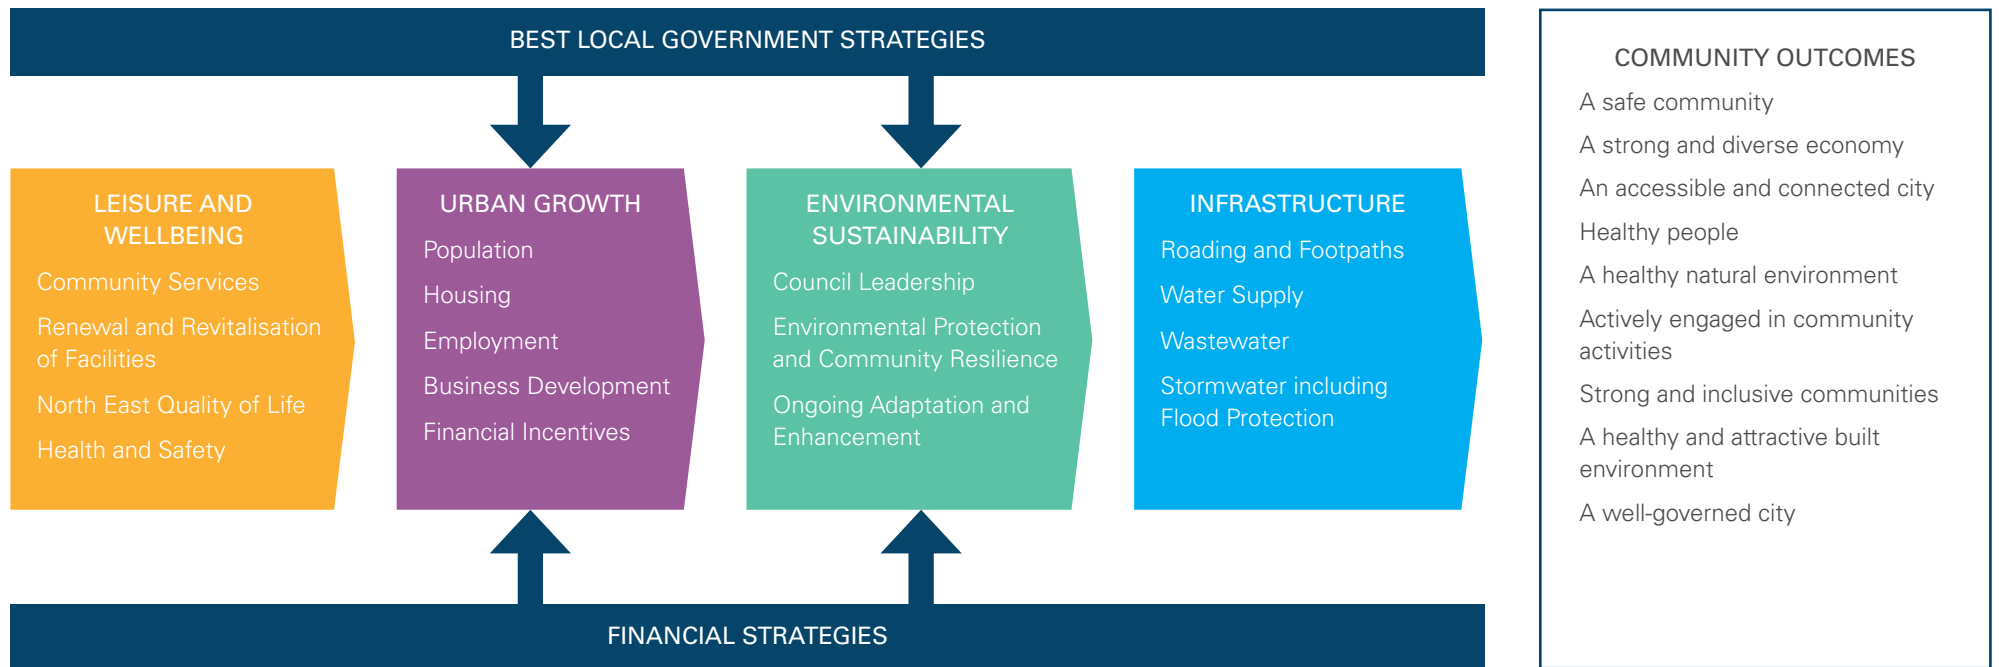 BEST LOCAL GOVERNMENT STRATEGIES
LEISURE AND
WELLBEING
Community Services
Renewal and Revitalisation
of Facilities
North East Quality of Life
Health and Safety
URBAN GROWTH
Population
Housing
Employment
Business Development
Financial Incentives
ENVIRONMENTAL
SUSTAINABILITY
Council Leadership
Environmental Protection
and Community Resilience
Ongoing Adaptation and
Enhancement
INFRASTRUCTURE
Roading and Footpaths
Water Supply
Wastewater
Stormwater including
Flood Protection
FINANCIAL STRATEGIES
COMMUNITY OUTCOMES
A safe community
A strong and diverse economy
An accessible and connected city
Healthy people
A healthy natural environment
Actively engaged in community
activities
Strong and inclusive communities
A healthy and attractive built
environment
A well-governed city